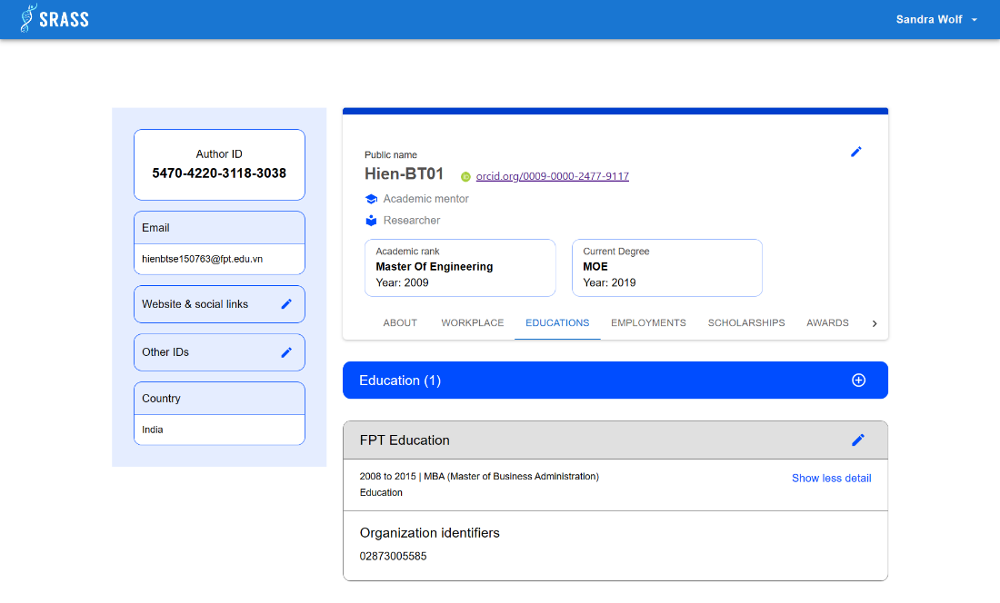 SRASS
Sandra Wolf
Author ID
5470-4220-3118-3038
Email
hienbtse150763@fpt.edu.vn
Website & social links
Other IDs
Country
India
Public name
Hien-BT01
iD orcid.org/0009-0000-2477-9117
Academic mentor
Researcher
Academic rank
Master Of Engineering
Year: 2009
Current Degree
MOE
Year: 2019
ABOUT WORKPLACE EDUCATIONS EMPLOYMENTS SCHOLARSHIPS AWARDS
Education (1)
FPT Education
2008 to 2015 | MBA (Master of Business Administration)
Show less detail
Education
Organization identifiers
02873005585